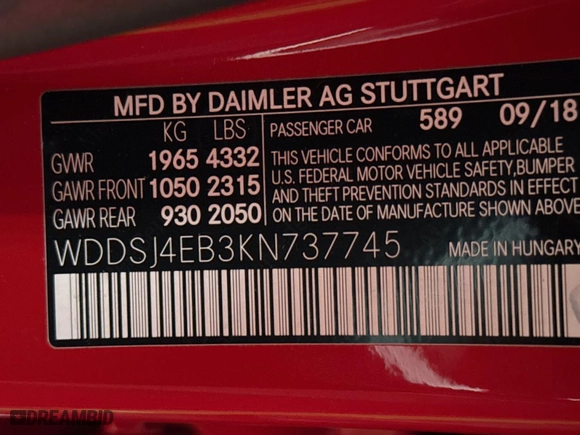 MFD BY DAIMLER AG STUTTGART
KG LBS PASSENGER CAR 589 09/18
GVWR 1965 4332 THIS VEHICLE CONFORMS TO ALL APPLICABLE
U.S. FEDERAL MOTOR VEHICLE SAFETY, BUMPER
GAWR FRONT 1050 2315 AND THEFT PREVENTION STANDARDS IN EFFECT
GAWR REAR 930 2050 ON THE DATE OF MANUFACTURE SHOWN ABOVE
WDDSJ4EB3KN737745 MADE IN HUNGARY
DREAMBID